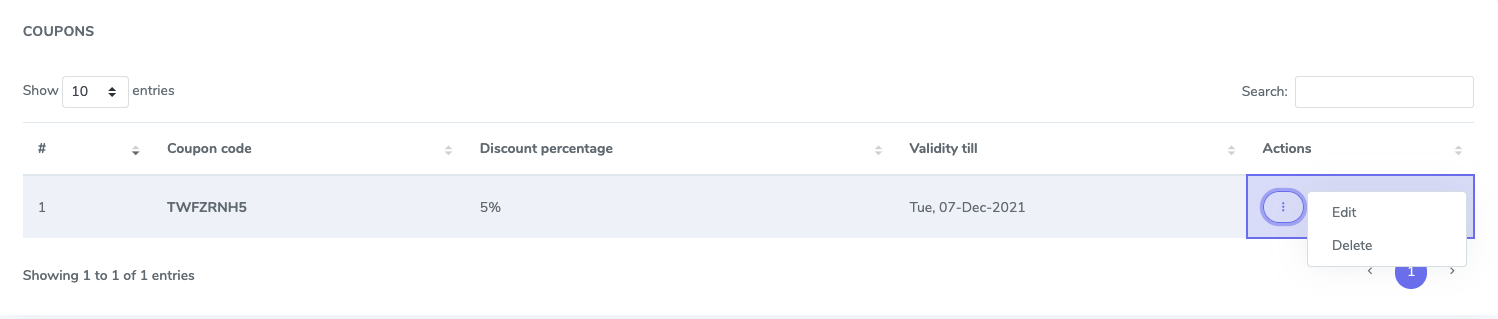 COUPONS
Show 10 entries
Search:
# Coupon code Discount percentage Validity till Actions
1 TWFZRNH5 5% Tue, 07-Dec-2021
Edit
Delete
Showing 1 to 1 of 1 entries
‹ 1 ›